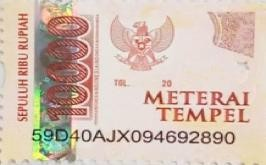 SEPULUH RIBU RUPIAH
10000
TGL. 20
METERAI
TEMPEL
59D40AJX094692890